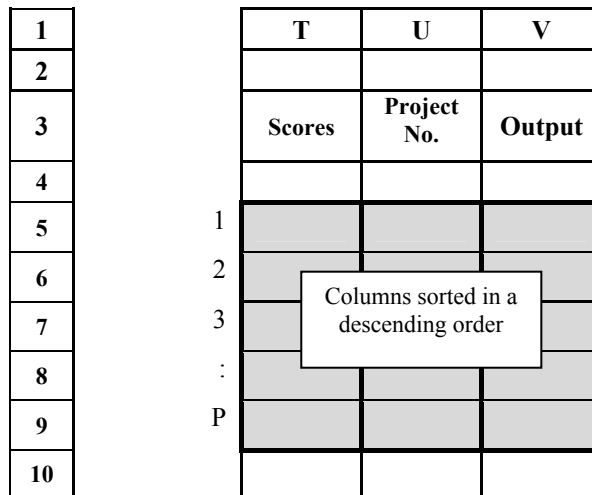 1 T U V
2
3 Scores Project No. Output
4
5 1
6 2
7 3
8 :
9 P
10
Columns sorted in a
descending order